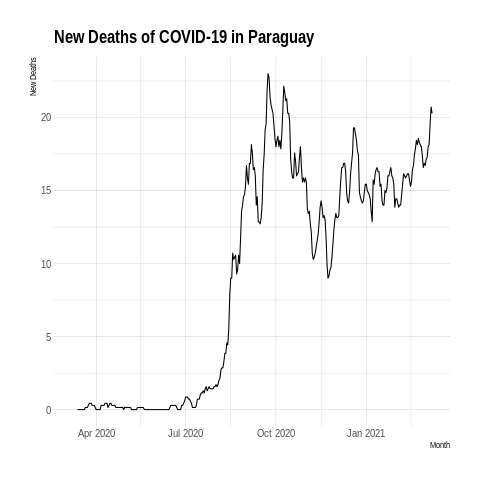 New Deaths of COVID-19 in Paraguay
New Deaths
20
15
10
5
0
Apr 2020 Jul 2020 Oct 2020 Jan 2021
Month